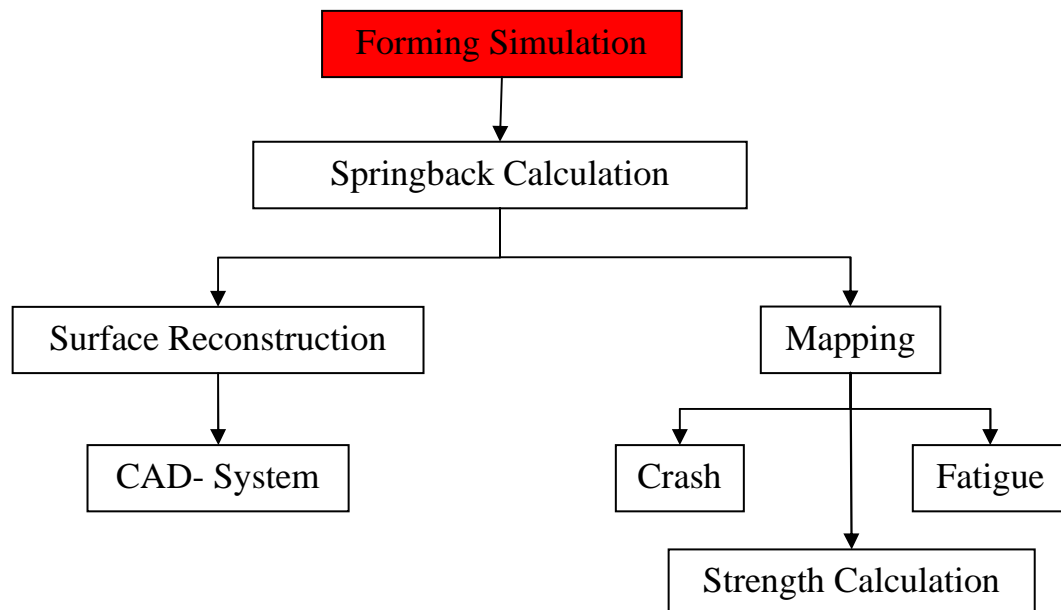 Forming Simulation
Springback Calculation
Surface Reconstruction
Mapping
CAD- System
Crash
Fatigue
Strength Calculation